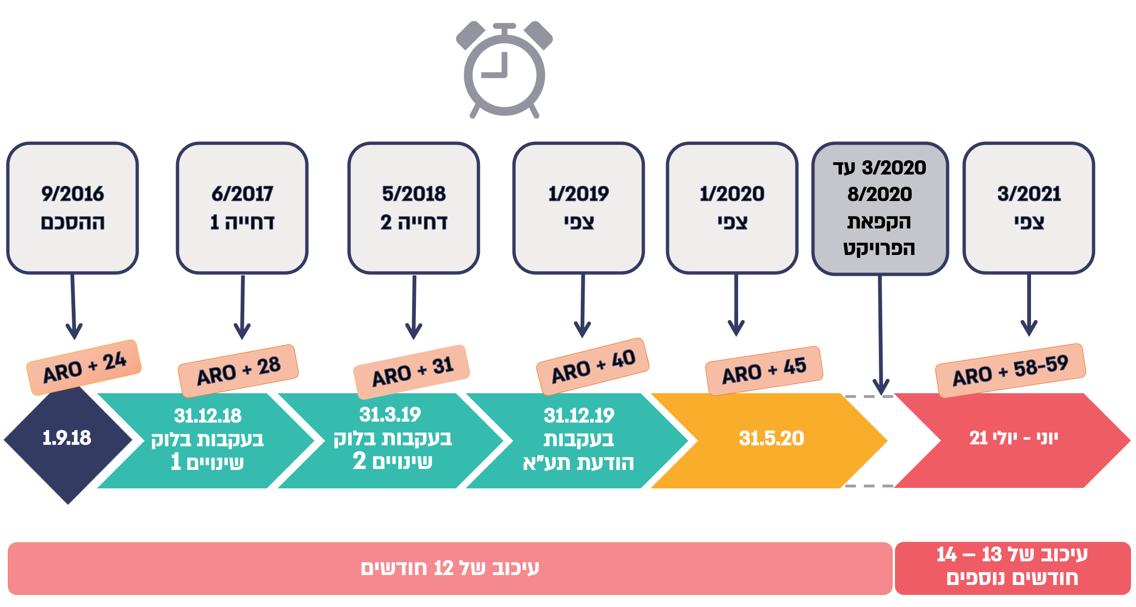 9/2016
ההסכם
6/2017
דחייה 1
5/2018
דחייה 2
1/2019
צפי
1/2020
צפי
3/2020 עד
8/2020
הקפאת
הפרויקט
3/2021
צפי
ARO + 24
ARO + 28
ARO + 31
ARO + 40
ARO + 45
ARO + 58-59
1.9.18
31.12.18
בעקבות בלוק
שינויים 1
31.3.19
בעקבות בלוק
שינויים 2
31.12.19
בעקבות
הודעת תע"א
31.5.20
יוני - יולי 21
עיכוב של 12 חודשים
עיכוב של 13 – 14
חודשים נוספים